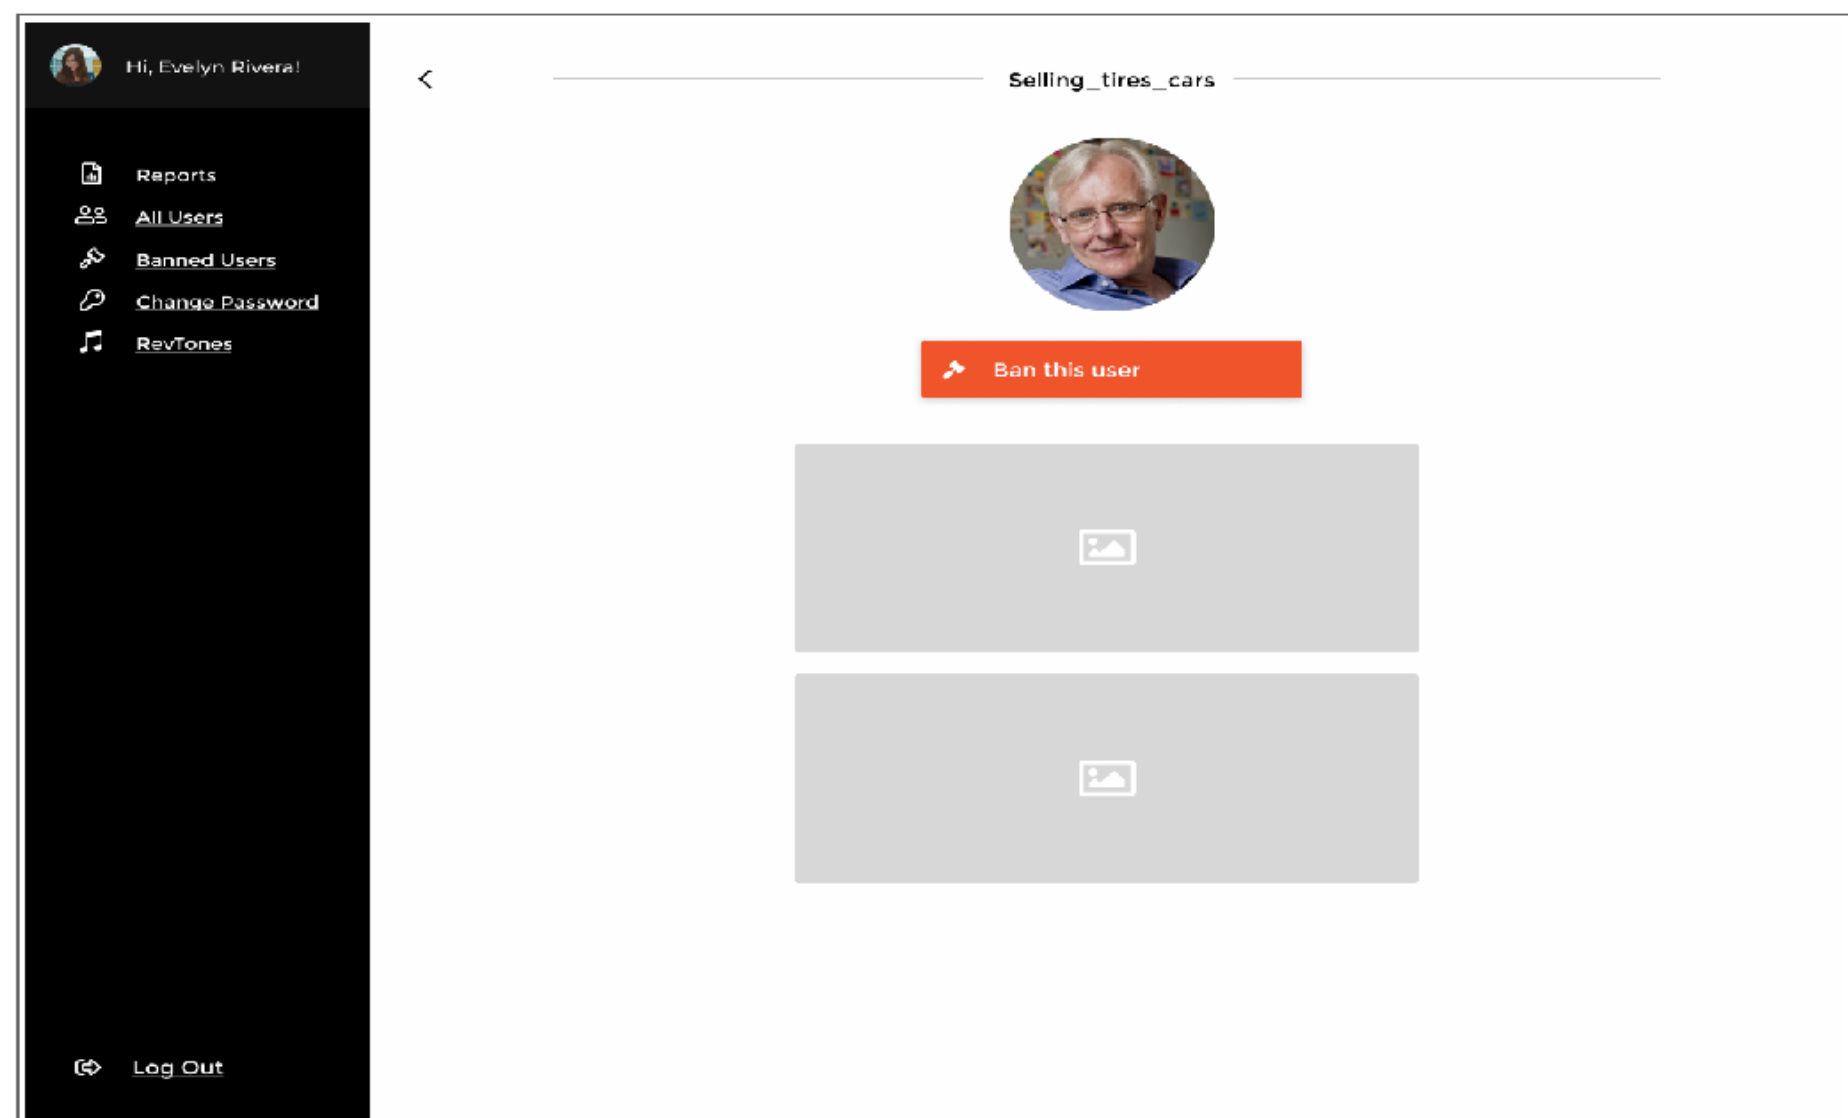 Hi, Evelyn Rivera!
Selling_tires_cars
Reports
All Users
Banned Users
Change Password
RevTones
Ban this user
Log Out